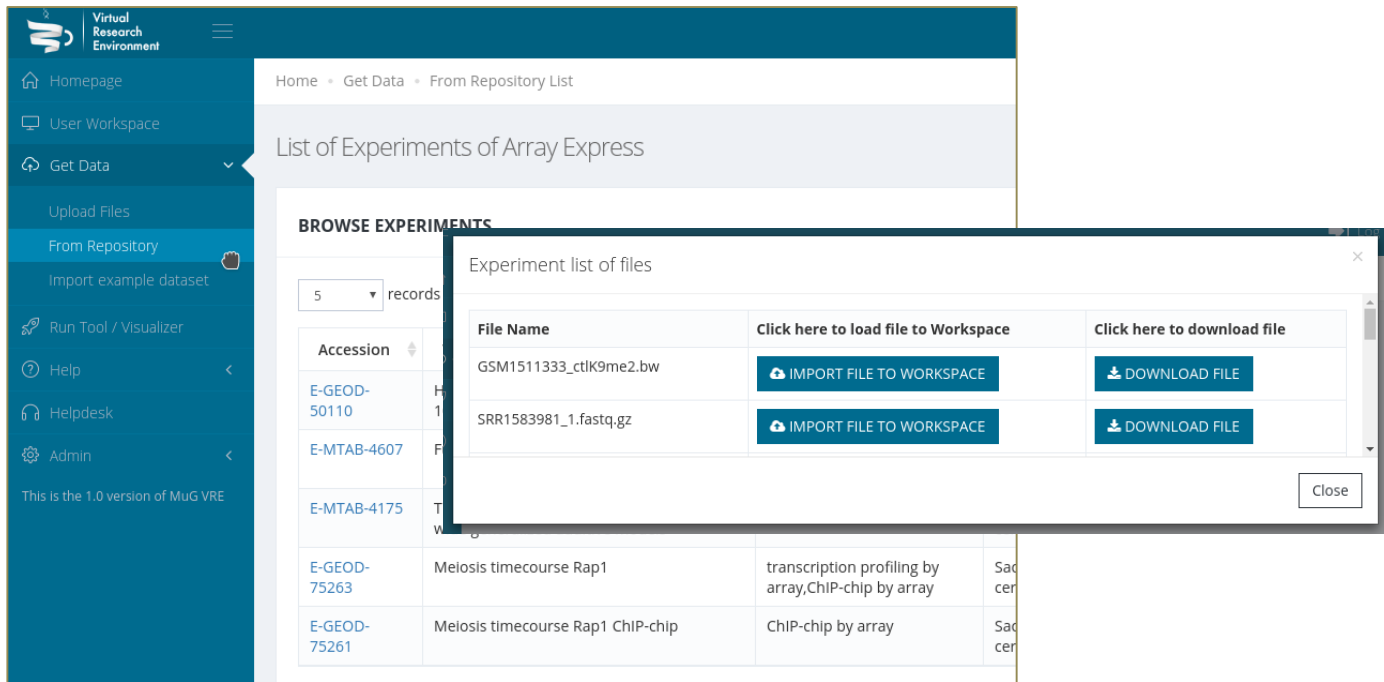 Virtual
Research
Environment
Homepage
User Workspace
Get Data
Upload Files
From Repository
Import example dataset
Run Tool / Visualizer
Help
Helpdesk
Admin
This is the 1.0 version of MuG VRE
Home • Get Data • From Repository List
List of Experiments of Array Express
BROWSE EXPERIMENTS
5 records
Accession
E-GEOD-
50110
E-MTAB-4607
E-MTAB-4175
E-GEOD-
75263
Meiosis timecourse Rap1
transcription profiling by
array,ChIP-chip by array
Sac
cer
E-GEOD-
75261
Meiosis timecourse Rap1 ChIP-chip
ChIP-chip by array
Sac
cer
Experiment list of files
×
File Name Click here to load file to Workspace Click here to download file
GSM1511333_ctlK9me2.bw IMPORT FILE TO WORKSPACE DOWNLOAD FILE
SRR1583981_1.fastq.gz IMPORT FILE TO WORKSPACE DOWNLOAD FILE
Close